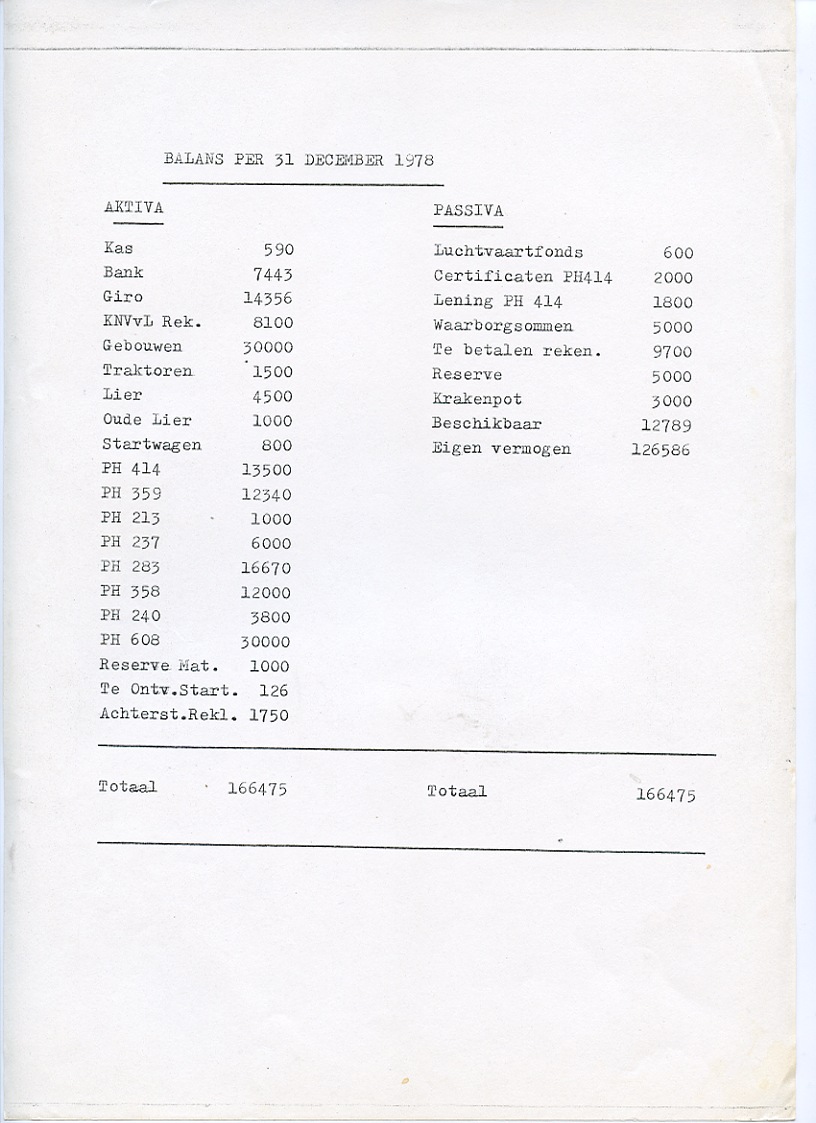 BALANS PER 31 DECEMBER 1978
AKTIVA
Kas 590
Bank 7443
Giro 14356
KNVvL Rek. 8100
Gebouwen 30000
Traktoren 1500
Lier 4500
Oude Lier 1000
Startwagen 800
PH 414 13500
PH 359 12340
PH 213 1000
PH 237 6000
PH 283 16670
PH 358 12000
PH 240 3800
PH 608 30000
Reserve Mat. 1000
Te Ontv.Start. 126
Achterst.Rekl. 1750
Totaal 166475
PASSIVA
Luchtvaartfonds 600
Certificaten PH414 2000
Lening PH 414 1800
Waarborgsommen 5000
Te betalen reken. 9700
Reserve 5000
Krakenpot 3000
Beschikbaar 12789
Eigen vermogen 126586
Totaal 166475